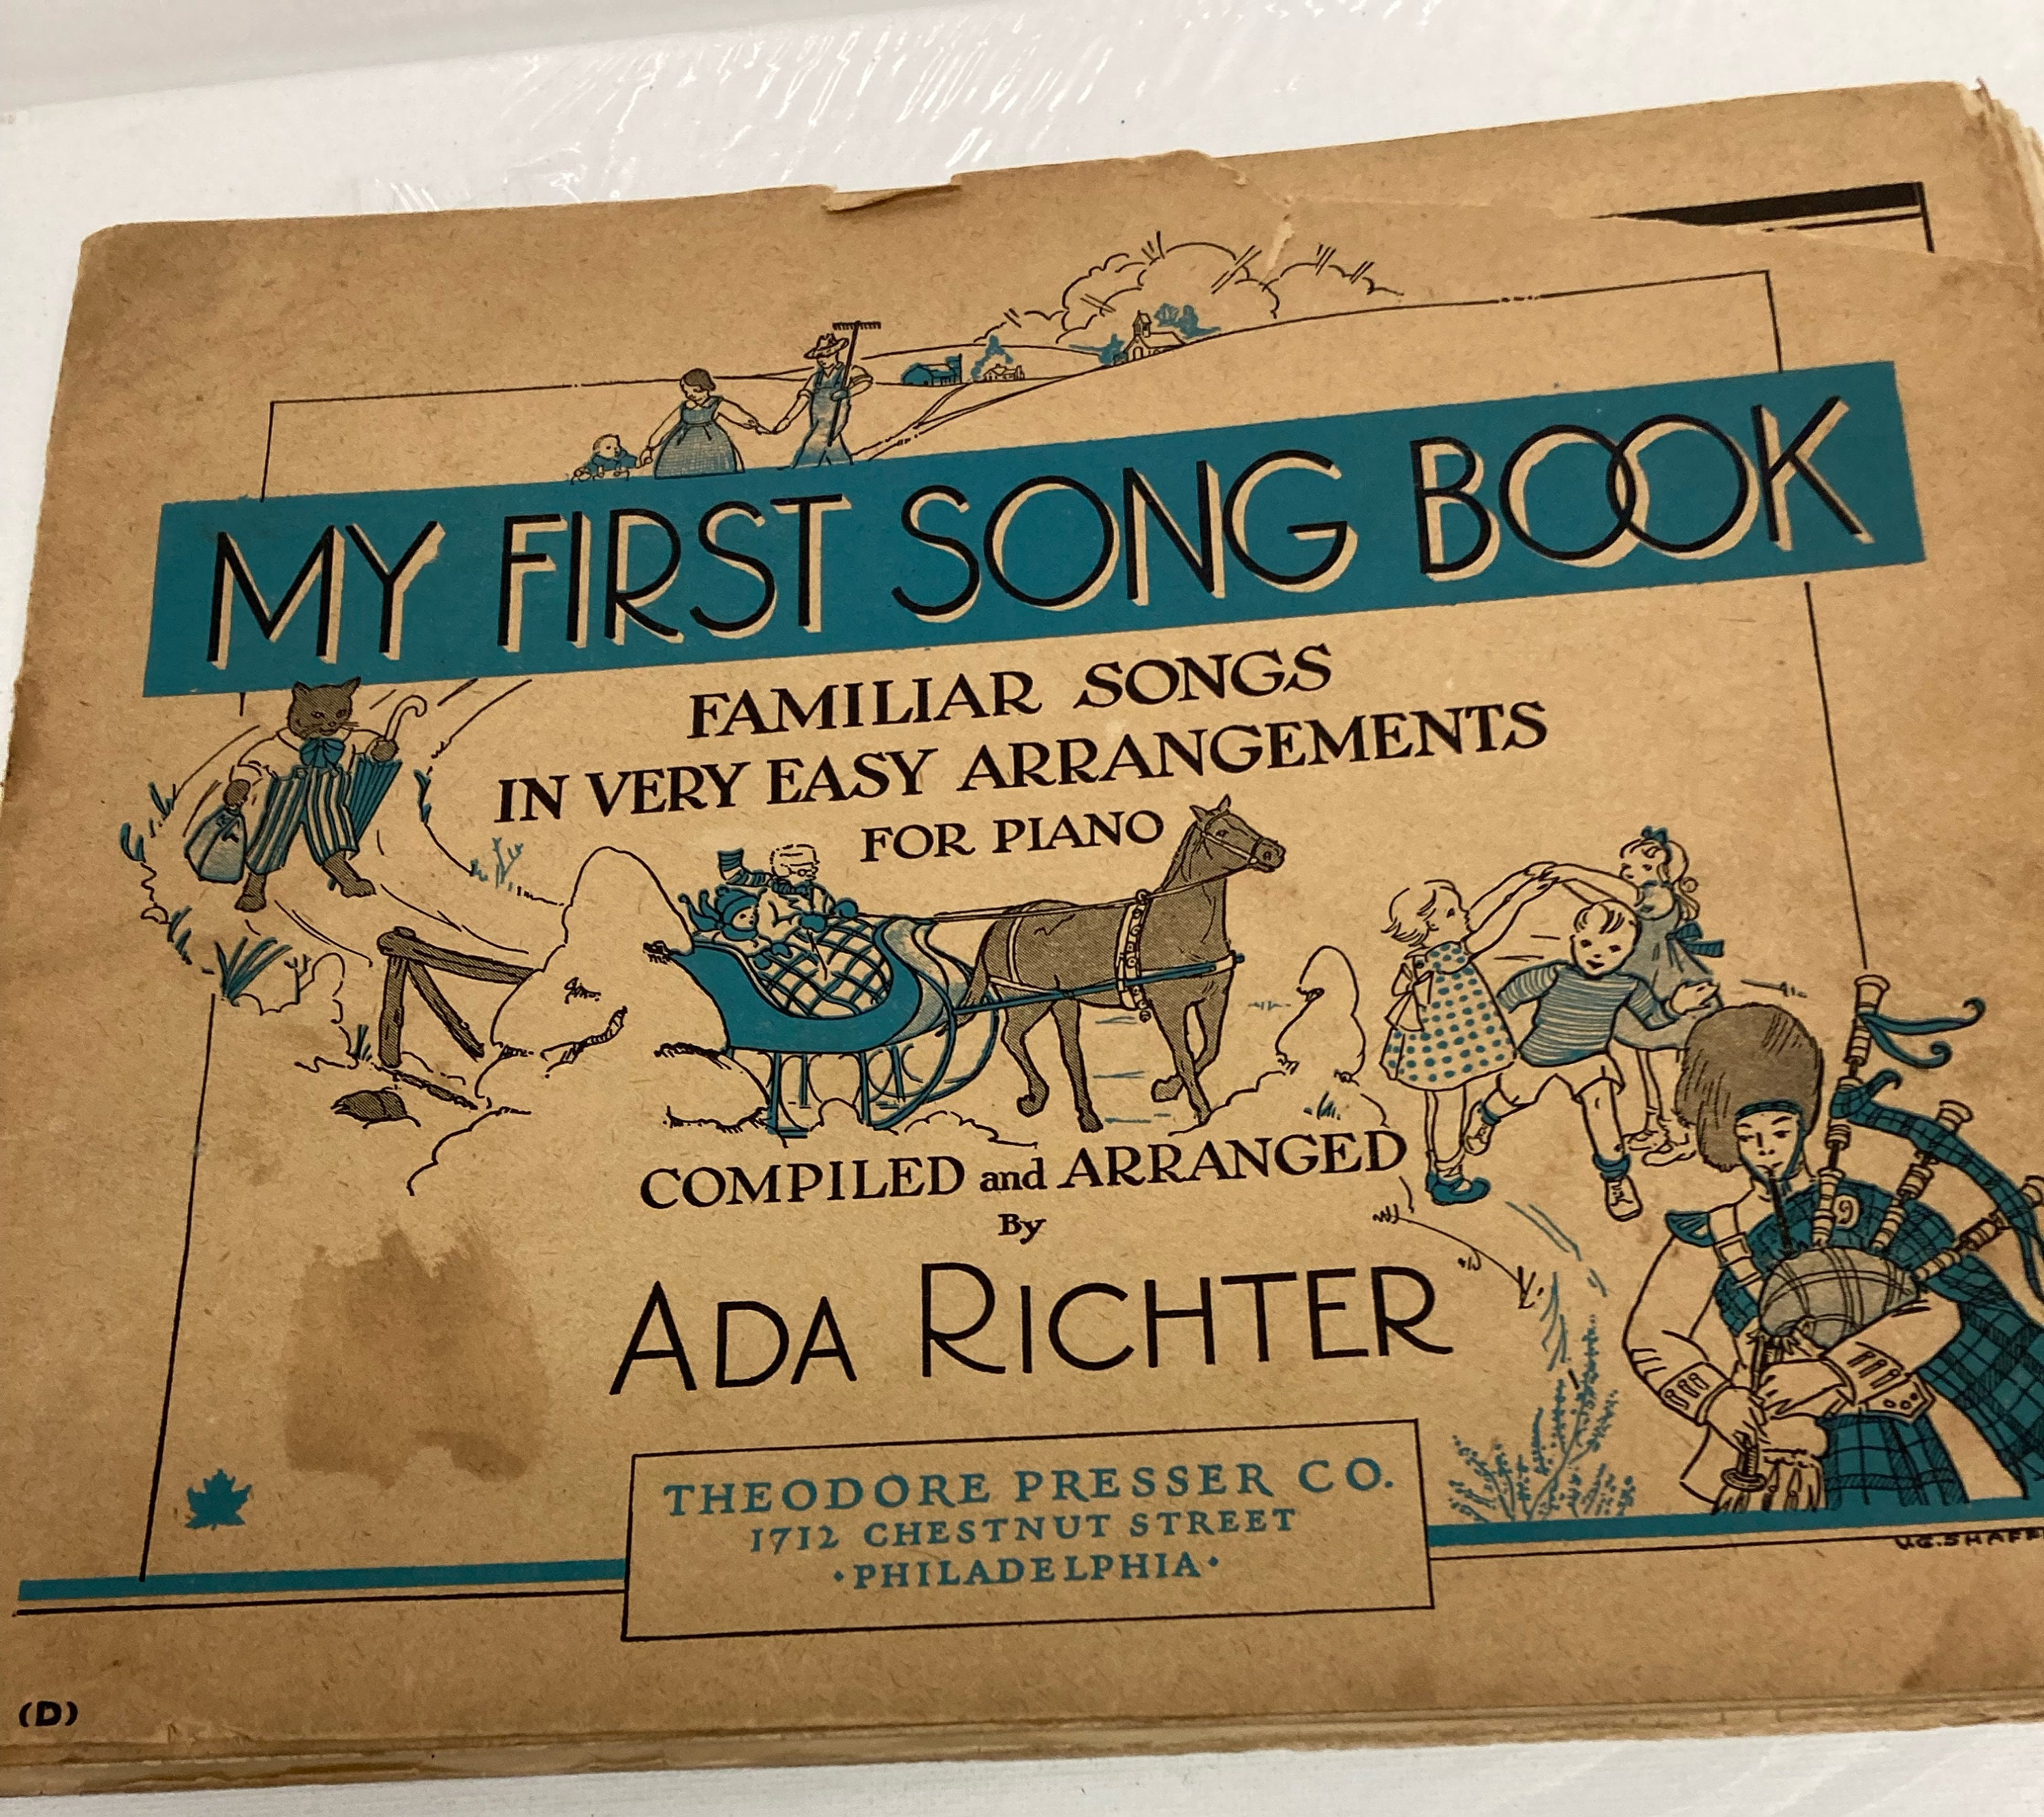 MY FIRST SONG BOOK
FAMILIAR SONGS
IN VERY EASY ARRANGEMENTS
FOR PIANO
COMPILED and ARRANGED
By
ADA RICHTER
THEODORE PRESSER CO.
1712 CHESTNUT STREET
·PHILADELPHIA·
(D)